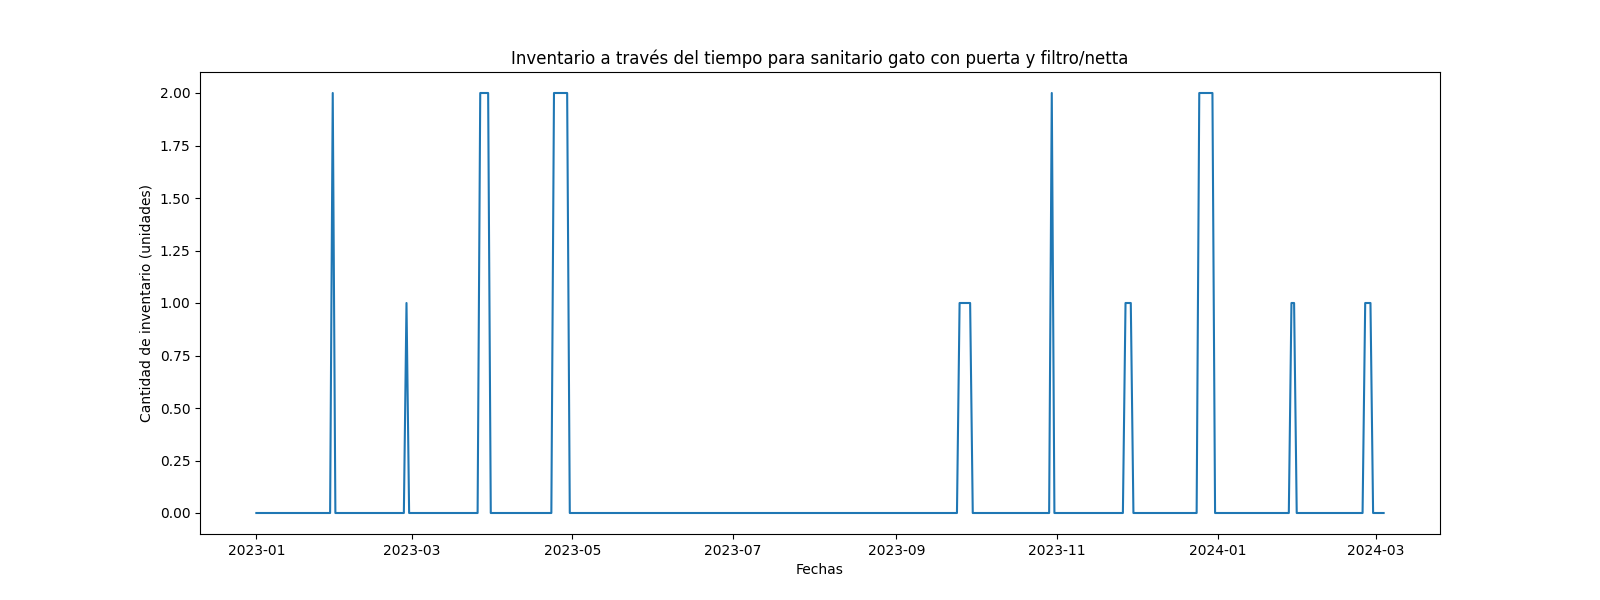 Inventario a través del tiempo para sanitario gato con puerta y filtro/netta
Cantidad de inventario (unidades)
2.00
1.75
1.50
1.25
1.00
0.75
0.50
0.25
0.00
2023-01 2023-03 2023-05 2023-07 2023-09 2023-11 2024-01 2024-03
Fechas